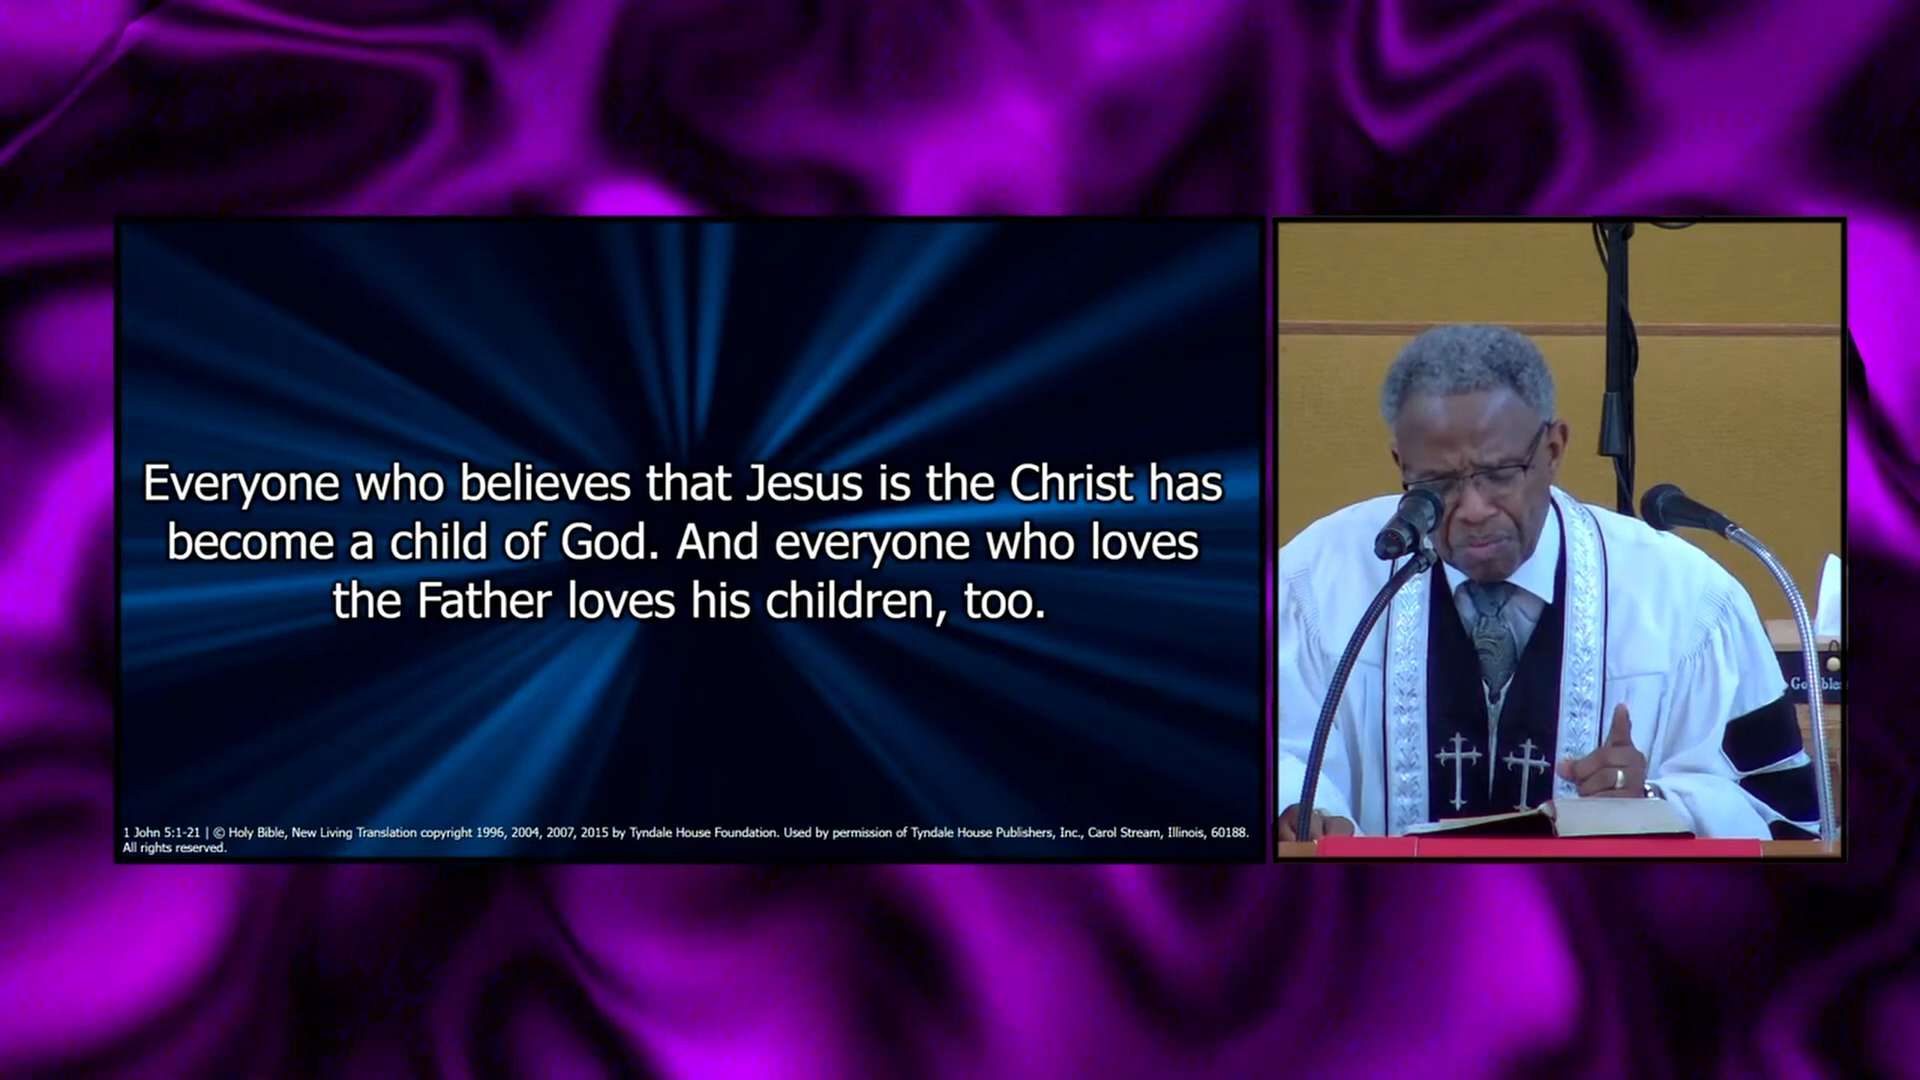 Everyone who believes that Jesus is the Christ has
become a child of God. And everyone who loves
the Father loves his children, too.
1 John 5:1-21 | © Holy Bible, New Living Translation copyright 1996, 2004, 2007, 2015 by Tyndale House Foundation. Used by permission of Tyndale House Publishers, Inc., Carol Stream, Illinois, 60188.
All rights reserved.